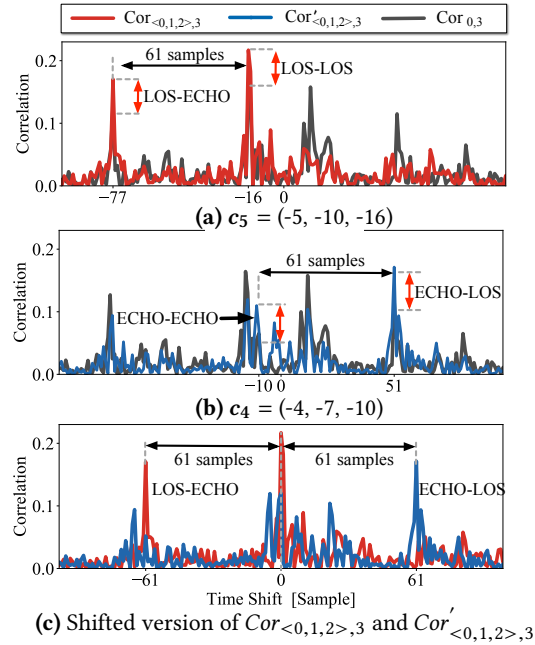 Cor<0,1,2>,3 Cor′<0,1,2>,3 Cor 0,3
61 samples
LOS-LOS
LOS-ECHO
Correlation
0.2
0.1
0.0
−77 −16 0
(a) c5 = (-5, -10, -16)
61 samples
ECHO-LOS
ECHO-ECHO
Correlation
0.2
0.1
0.0
−10 0 51
(b) c4 = (-4, -7, -10)
61 samples 61 samples
LOS-ECHO ECHO-LOS
Correlation
0.2
0.1
0.0
−61 0 61
Time Shift [Sample]
(c) Shifted version of Cor<0,1,2>,3 and Cor′<0,1,2>,3